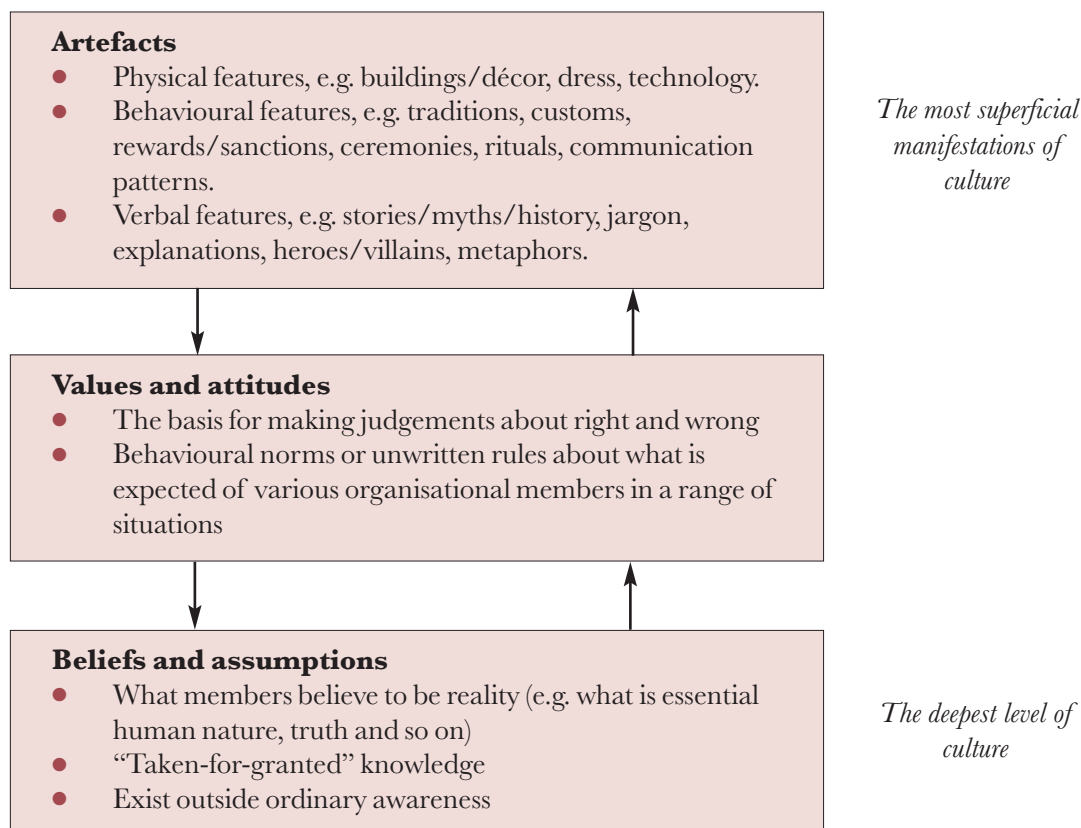 Artefacts
● Physical features, e.g. buildings/décor, dress, technology.
● Behavioural features, e.g. traditions, customs,
rewards/sanctions, ceremonies, rituals, communication
patterns.
● Verbal features, e.g. stories/myths/history, jargon,
explanations, heroes/villains, metaphors.
The most superficial
manifestations of
culture
Values and attitudes
● The basis for making judgements about right and wrong
● Behavioural norms or unwritten rules about what is
expected of various organisational members in a range of
situations
Beliefs and assumptions
● What members believe to be reality (e.g. what is essential
human nature, truth and so on)
● “Taken-for-granted” knowledge
● Exist outside ordinary awareness
The deepest level of
culture